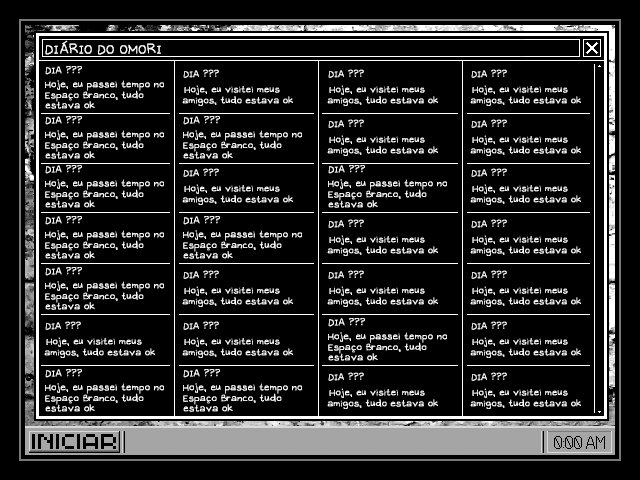 DIÁRIO DO OMORI
DIA ???
Hoje, eu passei tempo no
Espaço Branco, tudo
estava ok
DIA ???
Hoje, eu passei tempo no
Espaço Branco, tudo
estava ok
DIA ???
Hoje, eu passei tempo no
Espaço Branco, tudo
estava ok
DIA ???
Hoje, eu passei tempo no
Espaço Branco, tudo
estava ok
DIA ???
Hoje, eu passei tempo no
Espaço Branco, tudo
estava ok
DIA ???
Hoje, eu visitei meus
amigos, tudo estava ok
DIA ???
Hoje, eu passei tempo no
Espaço Branco, tudo
estava ok
DIA ???
Hoje, eu visitei meus
amigos, tudo estava ok
DIA ???
Hoje, eu passei tempo no
Espaço Branco, tudo
estava ok
DIA ???
Hoje, eu visitei meus
amigos, tudo estava ok
DIA ???
Hoje, eu passei tempo no
Espaço Branco, tudo
estava ok
DIA ???
Hoje, eu visitei meus
amigos, tudo estava ok
DIA ???
Hoje, eu visitei meus
amigos, tudo estava ok
DIA ???
Hoje, eu passei tempo no
Espaço Branco, tudo
estava ok
DIA ???
Hoje, eu visitei meus
amigos, tudo estava ok
DIA ???
Hoje, eu visitei meus
amigos, tudo estava ok
DIA ???
Hoje, eu passei tempo no
Espaço Branco, tudo
estava ok
DIA ???
Hoje, eu visitei meus
amigos, tudo estava ok
DIA ???
Hoje, eu visitei meus
amigos, tudo estava ok
DIA ???
Hoje, eu passei tempo no
Espaço Branco, tudo
estava ok
DIA ???
Hoje, eu visitei meus
amigos, tudo estava ok
DIA ???
Hoje, eu visitei meus
amigos, tudo estava ok
DIA ???
Hoje, eu visitei meus
amigos, tudo estava ok
DIA ???
Hoje, eu visitei meus
amigos, tudo estava ok
DIA ???
Hoje, eu visitei meus
amigos, tudo estava ok
DIA ???
Hoje, eu visitei meus
amigos, tudo estava ok
DIA ???
Hoje, eu visitei meus
amigos, tudo estava ok
DIA ???
Hoje, eu visitei meus
amigos, tudo estava ok
INICIAR
0:00 AM